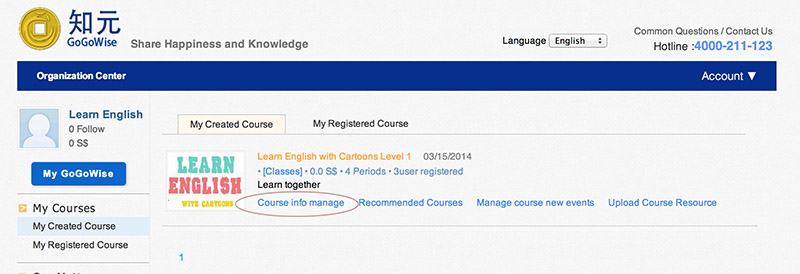 知元
GoGoWise
Share Happiness and Knowledge
Language English
Common Questions / Contact Us
Hotline :4000-211-123
Organization Center
Account ▼
Learn English
0 Follow
0 S$
My GoGoWise
My Courses
My Created Course
My Registered Course
My Created Course My Registered Course
LEARN
ENGLISH
WITH CARTOONS
Learn English with Cartoons Level 1 03/15/2014
• [Classes] • 0.0 S$ • 4 Periods • 3user registered
Learn together
Course info manage Recommended Courses Manage course new events Upload Course Resource
1